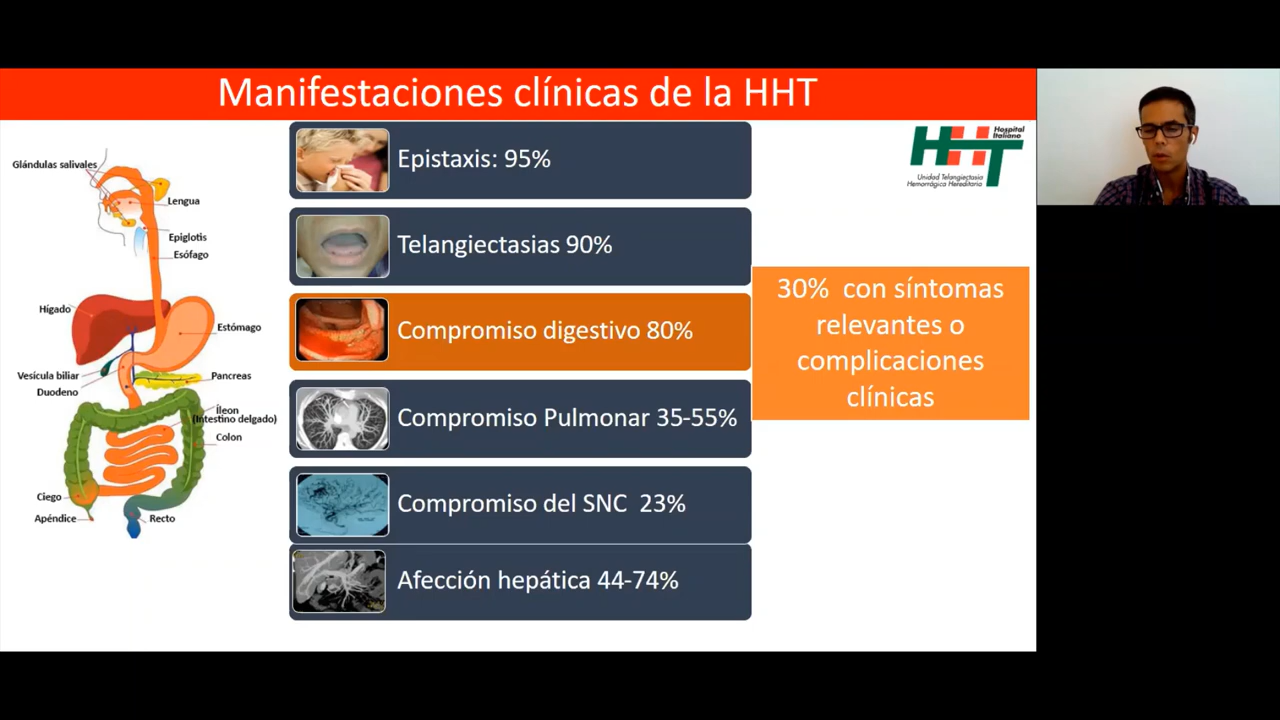 Manifestaciones clínicas de la HHT
Glándulas salivales
Lengua
Epiglotis
Esófago
Hígado
Estómago
Vesícula biliar
Duodeno
Pancreas
Íleon
(Intestino delgado)
Colon
Ciego
Apéndice
Recto
Epistaxis: 95%
Telangiectasias 90%
Compromiso digestivo 80%
Compromiso Pulmonar 35-55%
Compromiso del SNC 23%
Afección hepática 44-74%
HHT
Hospital
Italiano
Unidad Telangiectasia
Hemorrágica Hereditaria
30% con síntomas
relevantes o
complicaciones
clínicas